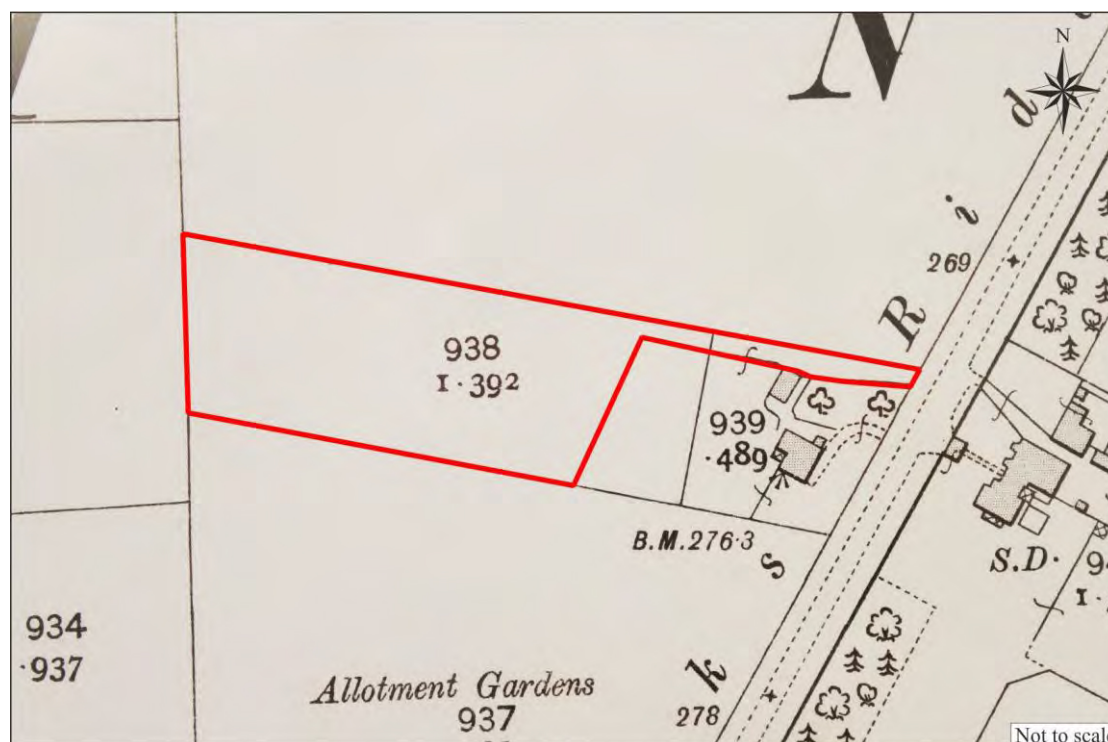 N
N
d
i
269
R
938
1·392
939
·489
B.M.276·3
s
S.D.
934
·937
k
Allotment Gardens
937
278
Not to scale